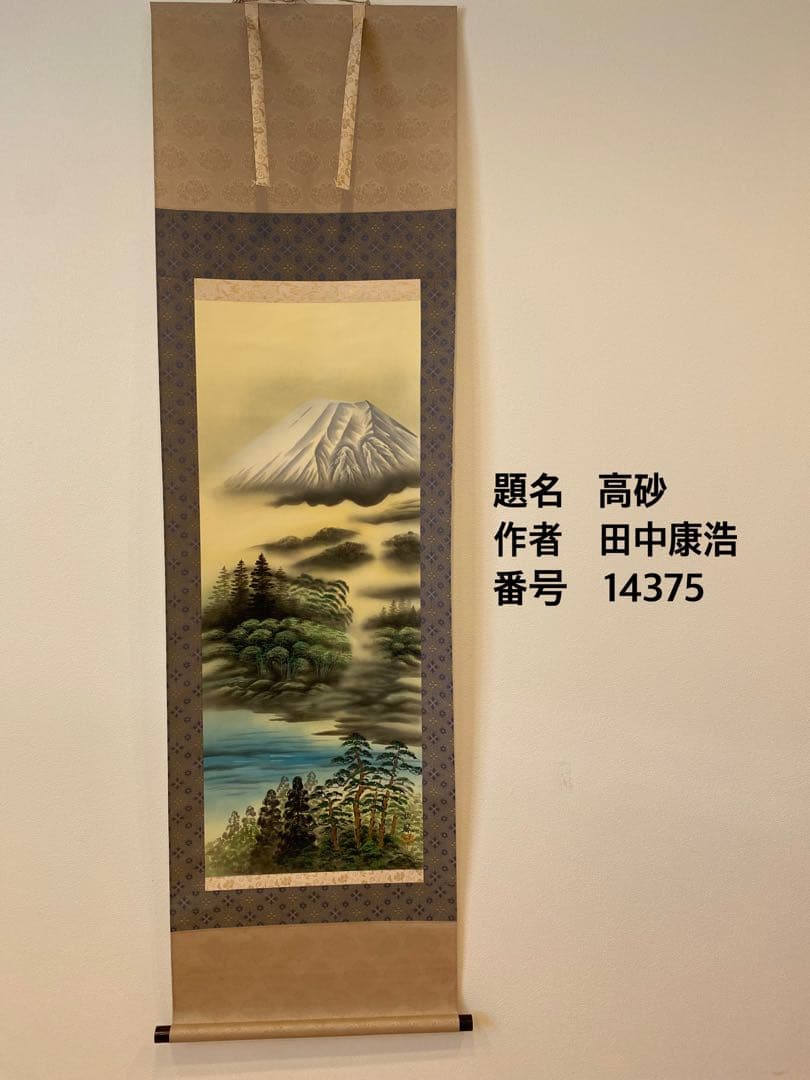 題名　高砂
作者　田中康浩
番号　14375